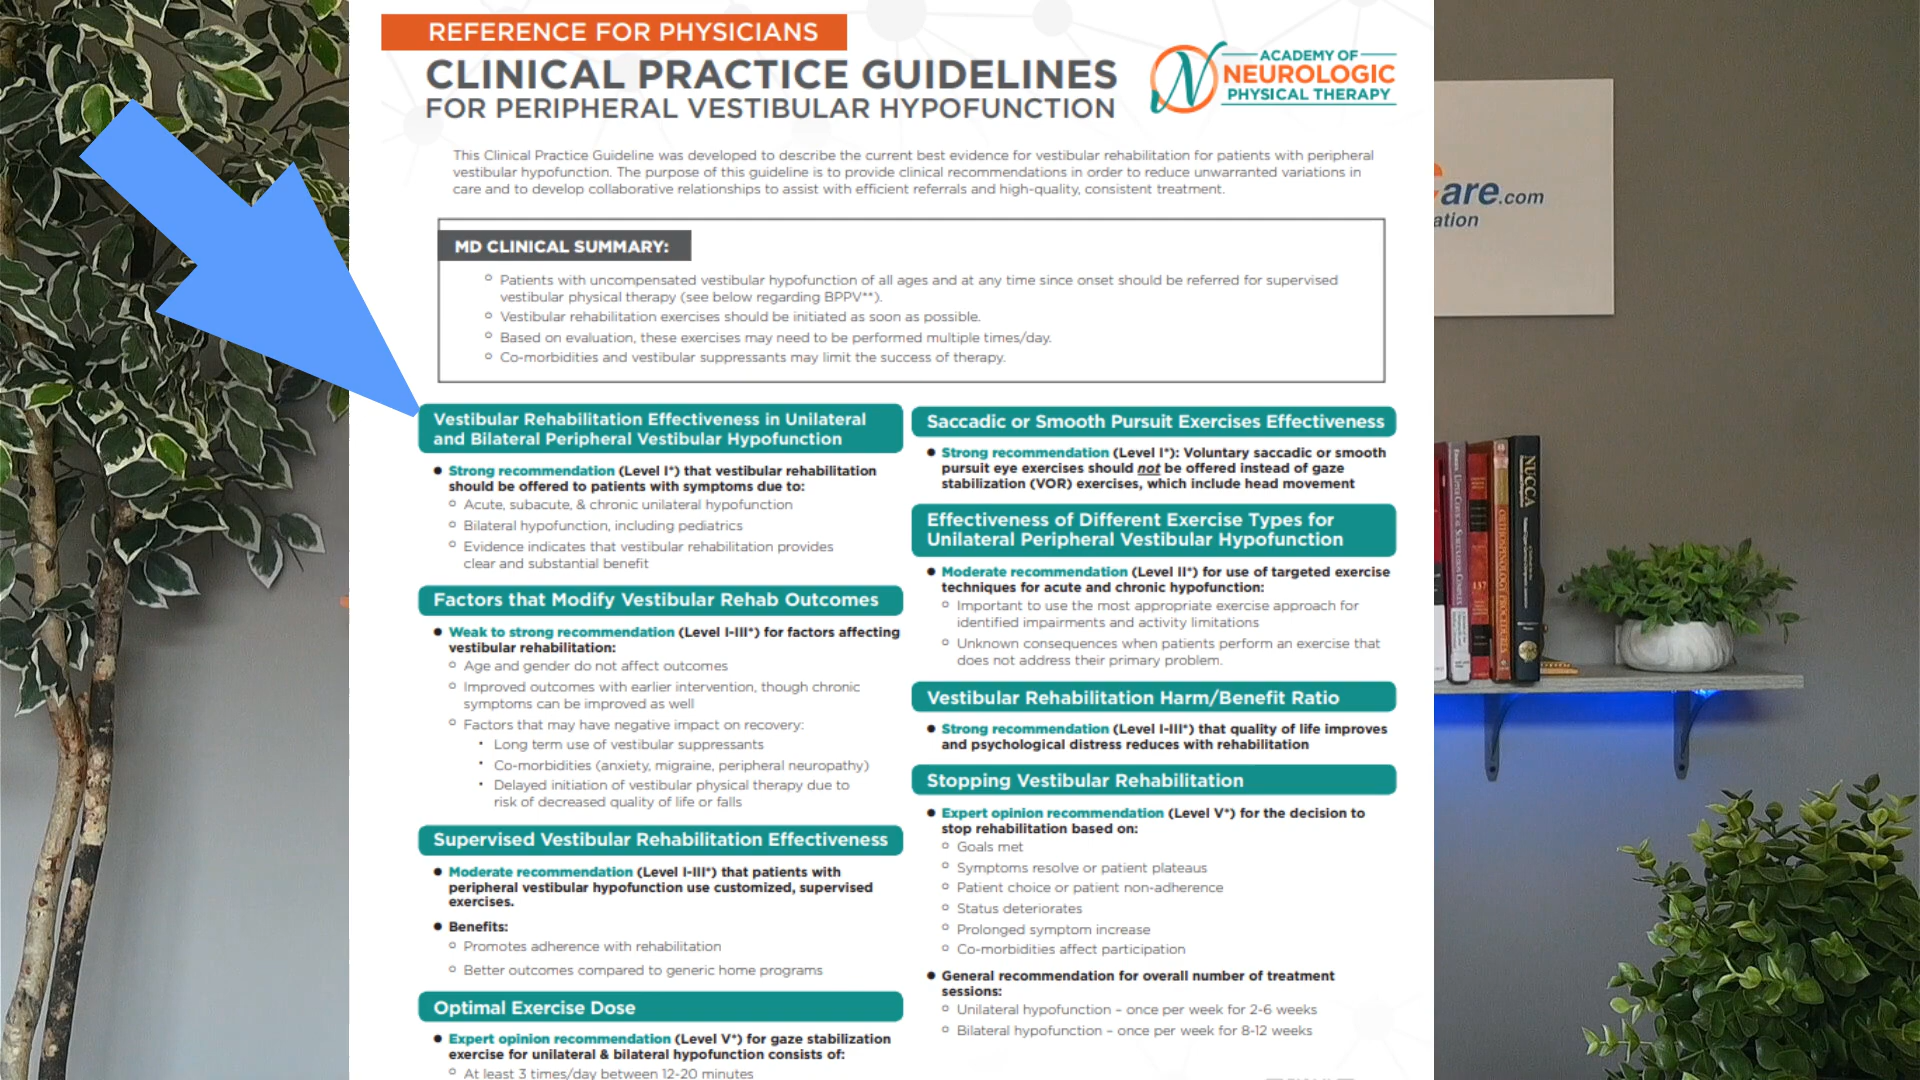 REFERENCE FOR PHYSICIANS
CLINICAL PRACTICE GUIDELINES
FOR PERIPHERAL VESTIBULAR HYPOFUNCTION
ACADEMY OF
NEUROLOGIC
PHYSICAL THERAPY
This Clinical Practice Guideline was developed to describe the current best evidence for vestibular rehabilitation for patients with peripheral
vestibular hypofunction. The purpose of this guideline is to provide clinical recommendations in order to reduce unwarranted variations in
care and to develop collaborative relationships to assist with efficient referrals and high-quality, consistent treatment.
MD CLINICAL SUMMARY:
Patients with uncompensated vestibular hypofunction of all ages and at any time since onset should be referred for supervised
vestibular physical therapy (see below regarding BPPV**).
Vestibular rehabilitation exercises should be initiated as soon as possible.
Based on evaluation, these exercises may need to be performed multiple times/day.
Co-morbidities and vestibular suppressants may limit the success of therapy.
Vestibular Rehabilitation Effectiveness in Unilateral
and Bilateral Peripheral Vestibular Hypofunction
Strong recommendation (Level I*) that vestibular rehabilitation
should be offered to patients with symptoms due to:
Acute, subacute, & chronic unilateral hypofunction
Bilateral hypofunction, including pediatrics
Evidence indicates that vestibular rehabilitation provides
clear and substantial benefit
Factors that Modify Vestibular Rehab Outcomes
Weak to strong recommendation (Level I-III*) for factors affecting
vestibular rehabilitation:
Age and gender do not affect outcomes
Improved outcomes with earlier intervention, though chronic
symptoms can be improved as well
Factors that may have negative impact on recovery:
Long term use of vestibular suppressants
Co-morbidities (anxiety, migraine, peripheral neuropathy)
Delayed initiation of vestibular physical therapy due to
risk of decreased quality of life or falls
Supervised Vestibular Rehabilitation Effectiveness
Moderate recommendation (Level I-III*) that patients with
peripheral vestibular hypofunction use customized, supervised
exercises.
Benefits:
Promotes adherence with rehabilitation
Better outcomes compared to generic home programs
Optimal Exercise Dose
Expert opinion recommendation (Level V*) for gaze stabilization
exercise for unilateral & bilateral hypofunction consists of:
At least 3 times/day between 12-20 minutes
Saccadic or Smooth Pursuit Exercises Effectiveness
Strong recommendation (Level I*): Voluntary saccadic or smooth
pursuit eye exercises should not be offered instead of gaze
stabilization (VOR) exercises, which include head movement
Effectiveness of Different Exercise Types for
Unilateral Peripheral Vestibular Hypofunction
Moderate recommendation (Level II*) for use of targeted exercise
techniques for acute and chronic hypofunction:
Important to use the most appropriate exercise approach for
identified impairments and activity limitations
Unknown consequences when patients perform an exercise that
does not address their primary problem.
Vestibular Rehabilitation Harm/Benefit Ratio
Strong recommendation (Level I-III*) that quality of life improves
and psychological distress reduces with rehabilitation
Stopping Vestibular Rehabilitation
Expert opinion recommendation (Level V*) for the decision to
stop rehabilitation based on:
Goals met
Symptoms resolve or patient plateaus
Patient choice or patient non-adherence
Status deteriorates
Prolonged symptom increase
Co-morbidities affect participation
General recommendation for overall number of treatment
sessions:
Unilateral hypofunction – once per week for 2-6 weeks
Bilateral hypofunction – once per week for 8-12 weeks
are.com
ation
NUCCA
137